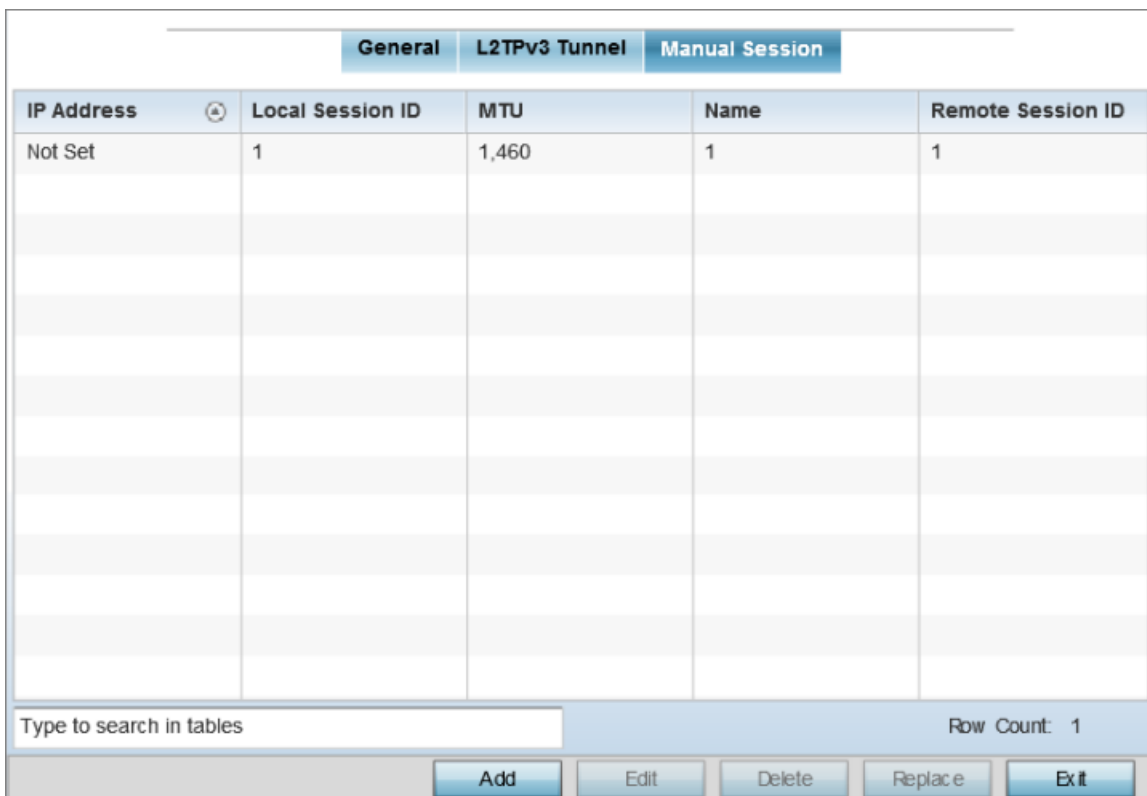 General L2TPv3 Tunnel Manual Session
IP Address Local Session ID MTU Name Remote Session ID
Not Set 1 1,460 1 1
Type to search in tables Row Count: 1
Add Edit Delete Replace Exit